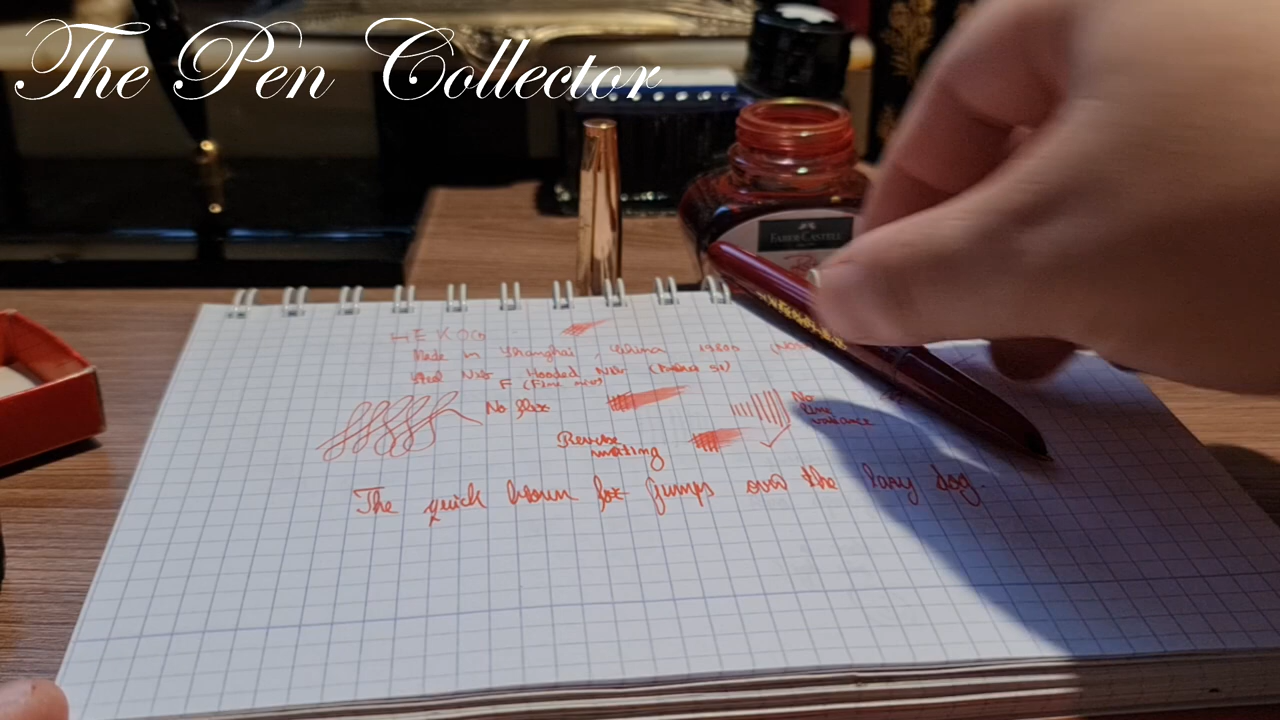 The Pen Collector
FABER-CASTELL
HEROO
Made in Shanghai, China 1980s
Steel Nib Hooded Nib
F (Fine nib)
No flex
No line variance
Reverse writing
The quick brown fox jumps over the lazy dog.